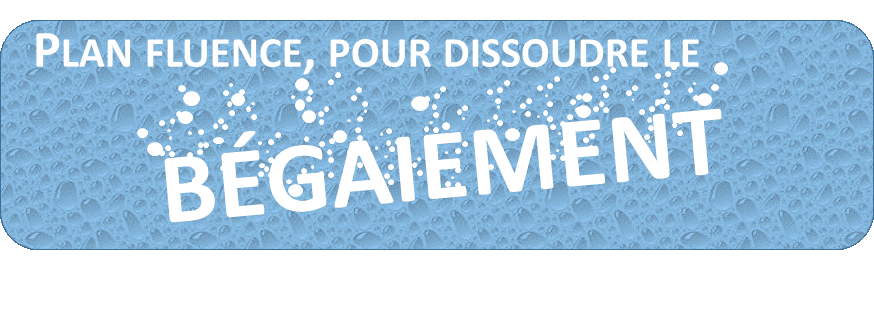 PLAN FLUENCE, POUR DISSOUDRE LE
BÉGAIEMENT